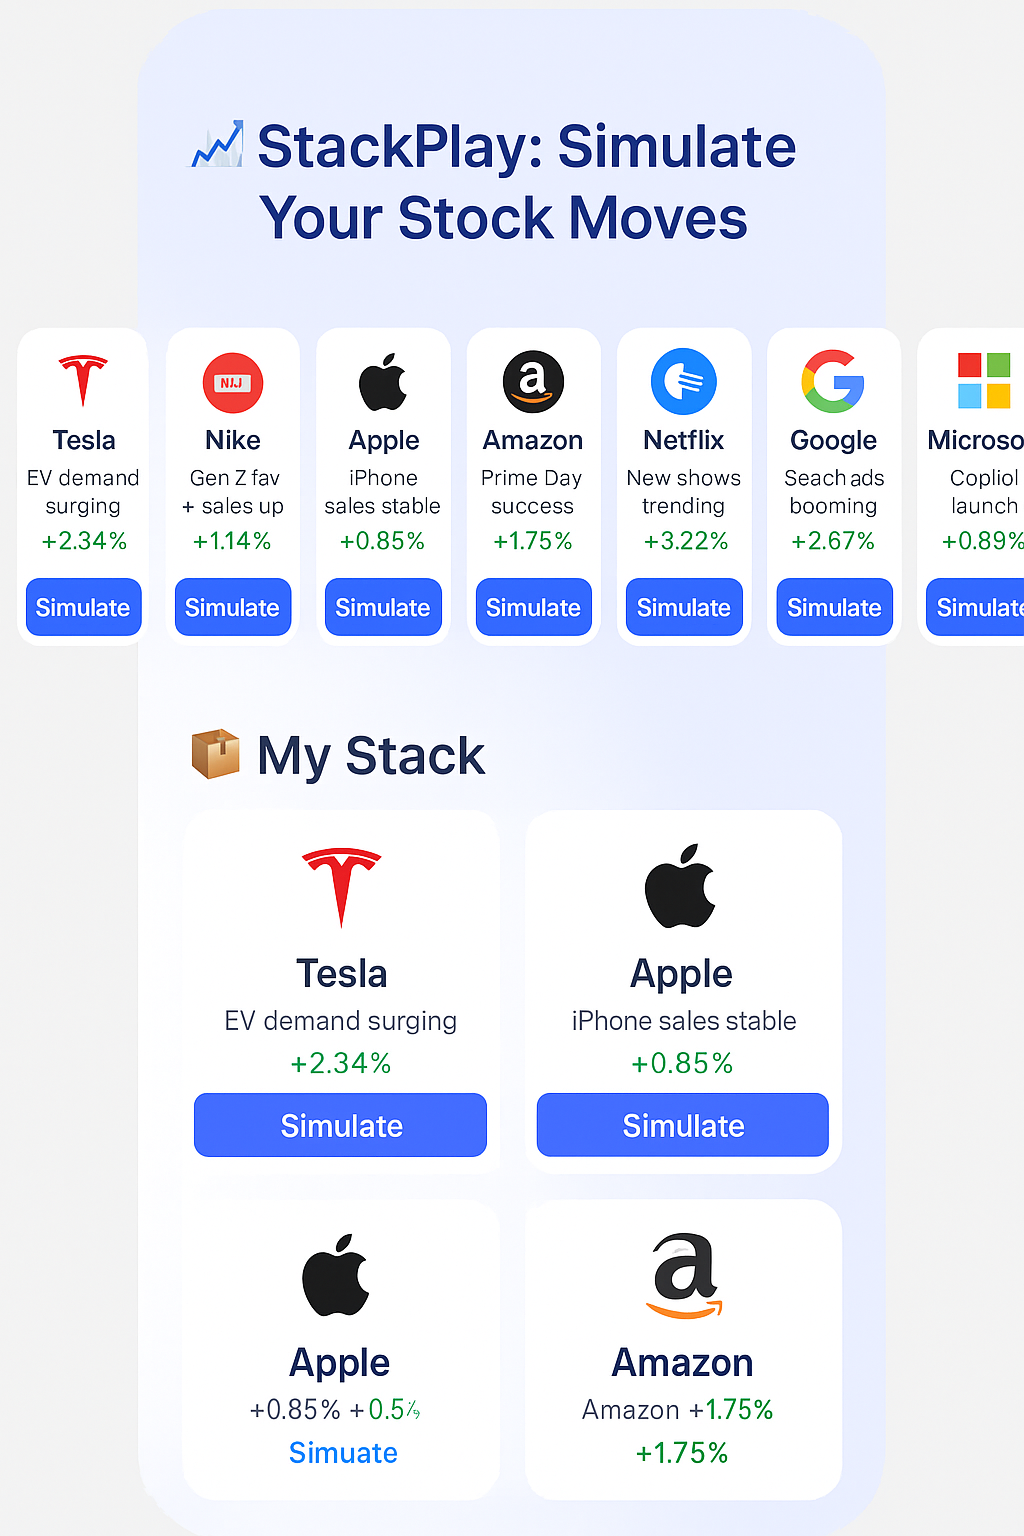 StackPlay: Simulate
Your Stock Moves
Tesla
EV demand
surging
+2.34%
Simulate
NIJ
Nike
Gen Z fav
+ sales up
+1.14%
Simulate
Apple
iPhone
sales stable
+0.85%
Simulate
a
Amazon
Prime Day
success
+1.75%
Simulate
Netflix
New shows
trending
+3.22%
Simulate
G
Google
Seach ads
booming
+2.67%
Simulate
Microso
Copliol
launch
+0.89%
Simulate
My Stack
Tesla
EV demand surging
+2.34%
Simulate
Apple
iPhone sales stable
+0.85%
Simullate
a
Apple
+0.85% +0.5%
Simuate
Amazon
Amazon +1.75%
+1.75%